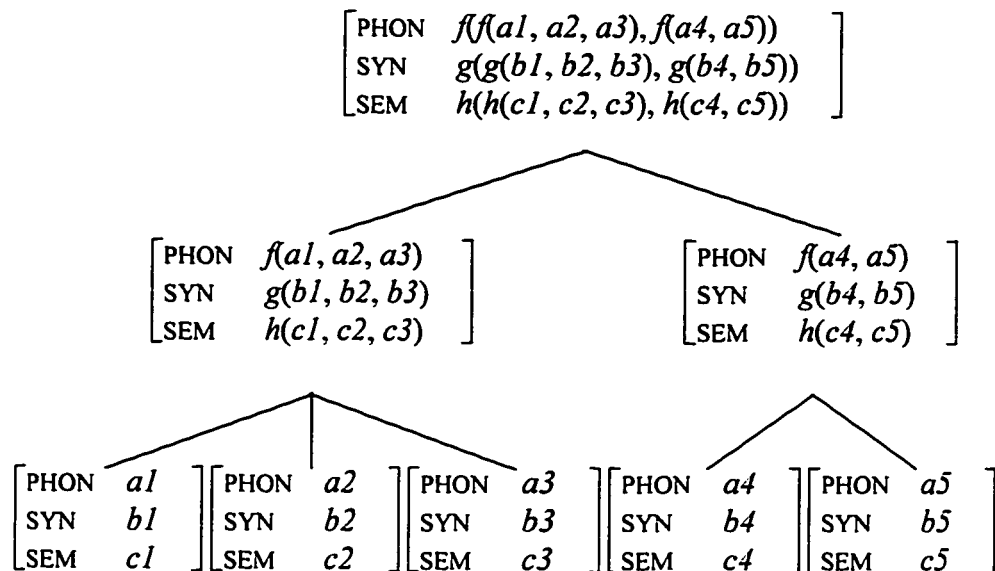 PHON f(f(a1, a2, a3), f(a4, a5))
SYN g(g(b1, b2, b3), g(b4, b5))
SEM h(h(c1, c2, c3), h(c4, c5))
PHON f(a1, a2, a3)
SYN g(b1, b2, b3)
SEM h(c1, c2, c3)
PHON f(a4, a5)
SYN g(b4, b5)
SEM h(c4, c5)
PHON a1
SYN b1
SEM c1
PHON a2
SYN b2
SEM c2
PHON a3
SYN b3
SEM c3
PHON a4
SYN b4
SEM c4
PHON a5
SYN b5
SEM c5